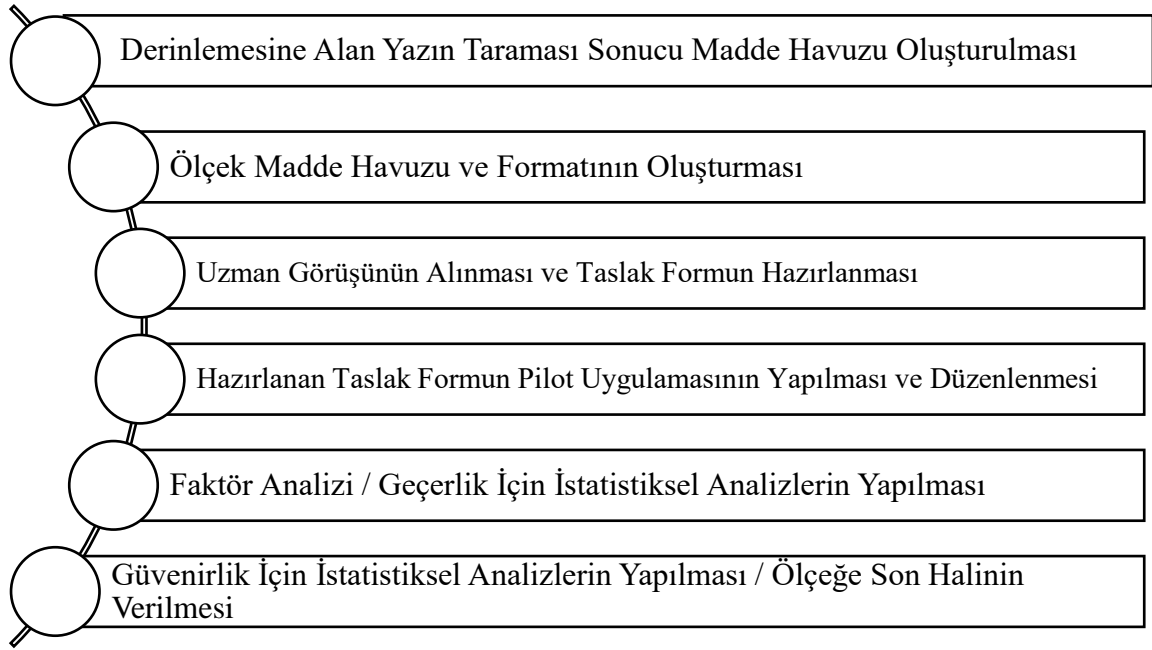 Derinlemesine Alan Yazın Taraması Sonucu Madde Havuzu Oluşturulması
Ölçek Madde Havuzu ve Formatının Oluşturması
Uzman Görüşünün Alınması ve Taslak Formun Hazırlanması
Hazırlanan Taslak Formun Pilot Uygulamasının Yapılması ve Düzenlenmesi
Faktör Analizi / Geçerlik İçin İstatistiksel Analizlerin Yapılması
Güvenirlik İçin İstatistiksel Analizlerin Yapılması / Ölçeğe Son Halinin
Verilmesi